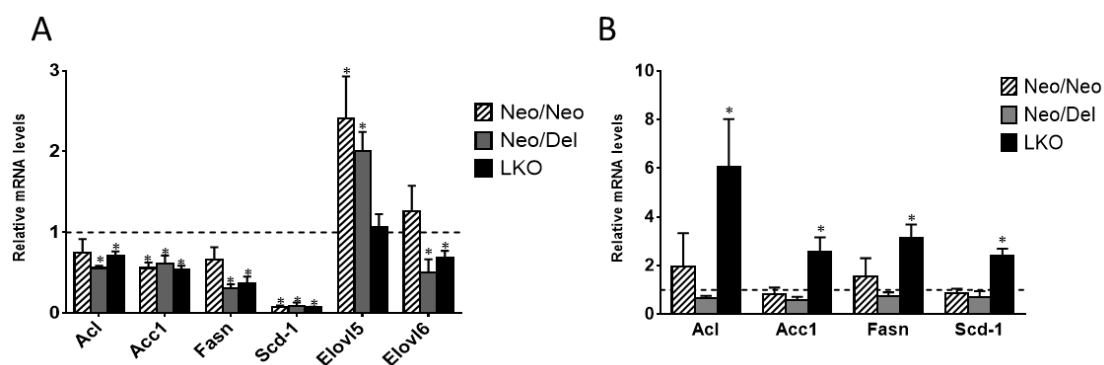 A
Relative mRNA levels
3
2
1
0
*
Acl
Acc1
Fasn
Scd-1
Elovl5
Elovl6
Neo/Neo
Neo/Del
LKO
B
Relative mRNA levels
10
8
6
4
2
0
*
*
*
*
Acl
Acc1
Fasn
Scd-1
Neo/Neo
Neo/Del
LKO